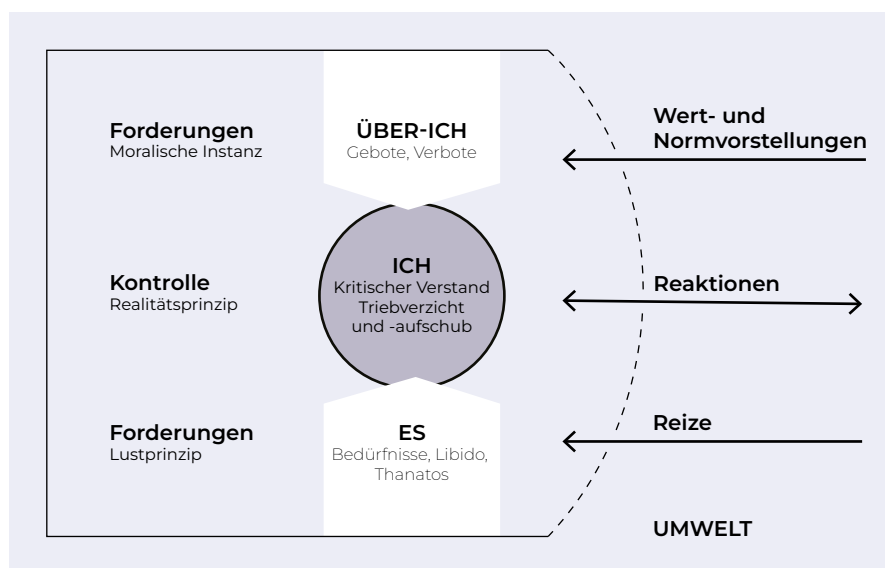 Forderungen
Moralische Instanz
ÜBER-ICH
Gebote, Verbote
Wert- und
Normvorstellungen
Kontrolle
Realitätsprinzip
ICH
Kritischer Verstand
Triebverzicht
und -aufschub
Reaktionen
Forderungen
Lustprinzip
ES
Bedürfnisse, Libido,
Thanatos
Reize
UMWELT